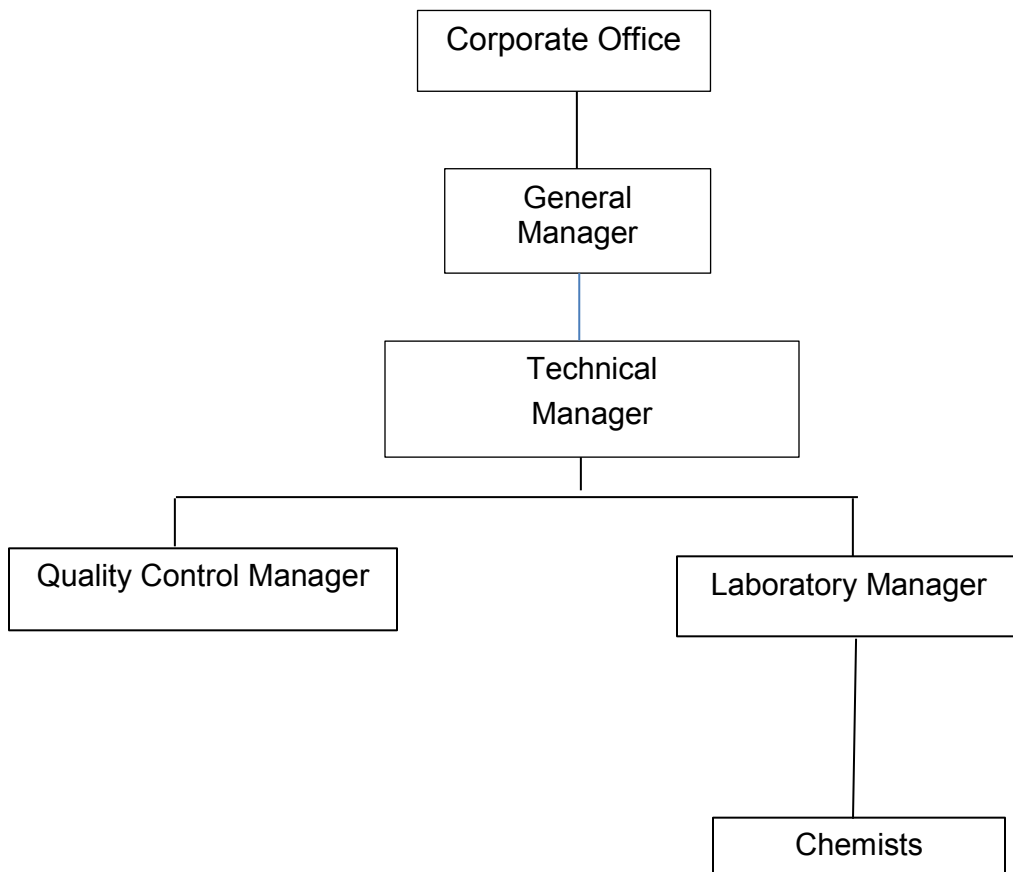 Corporate Office
General
Manager
Technical
Manager
Quality Control Manager
Laboratory Manager
Chemists